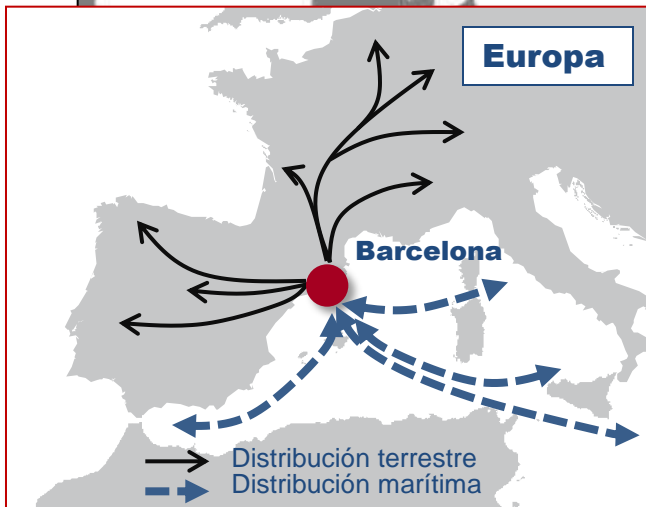 Europa
Barcelona
Distribución terrestre
Distribución marítima